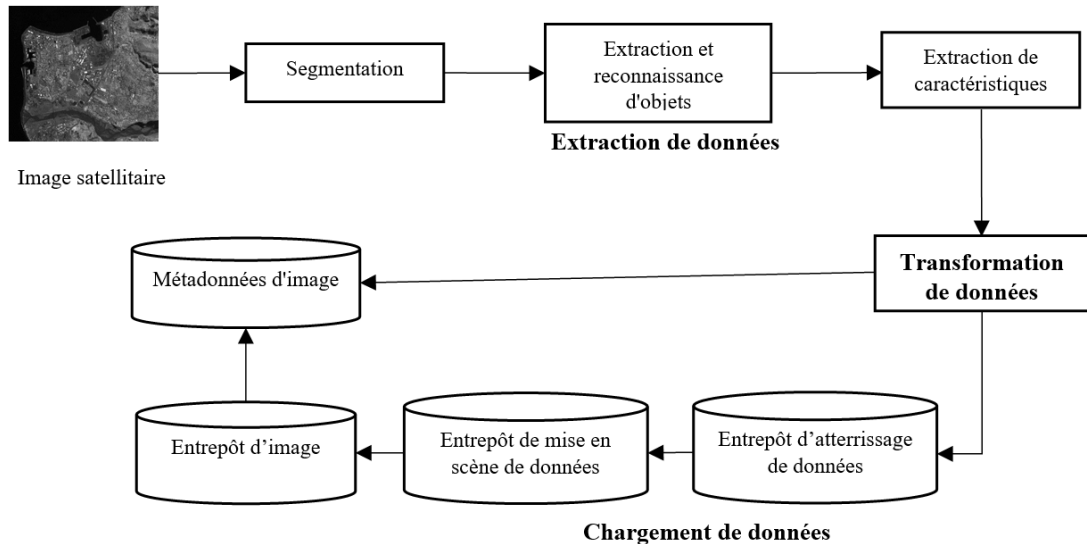 Segmentation
Extraction et
reconnaissance
d'objets
Extraction de
caractéristiques
Extraction de données
Image satellitaire
Transformation
de données
Métadonnées d'image
Entrepôt d'image
Entrepôt de mise en
scène de données
Entrepôt d’atterrissage
de données
Chargement de données